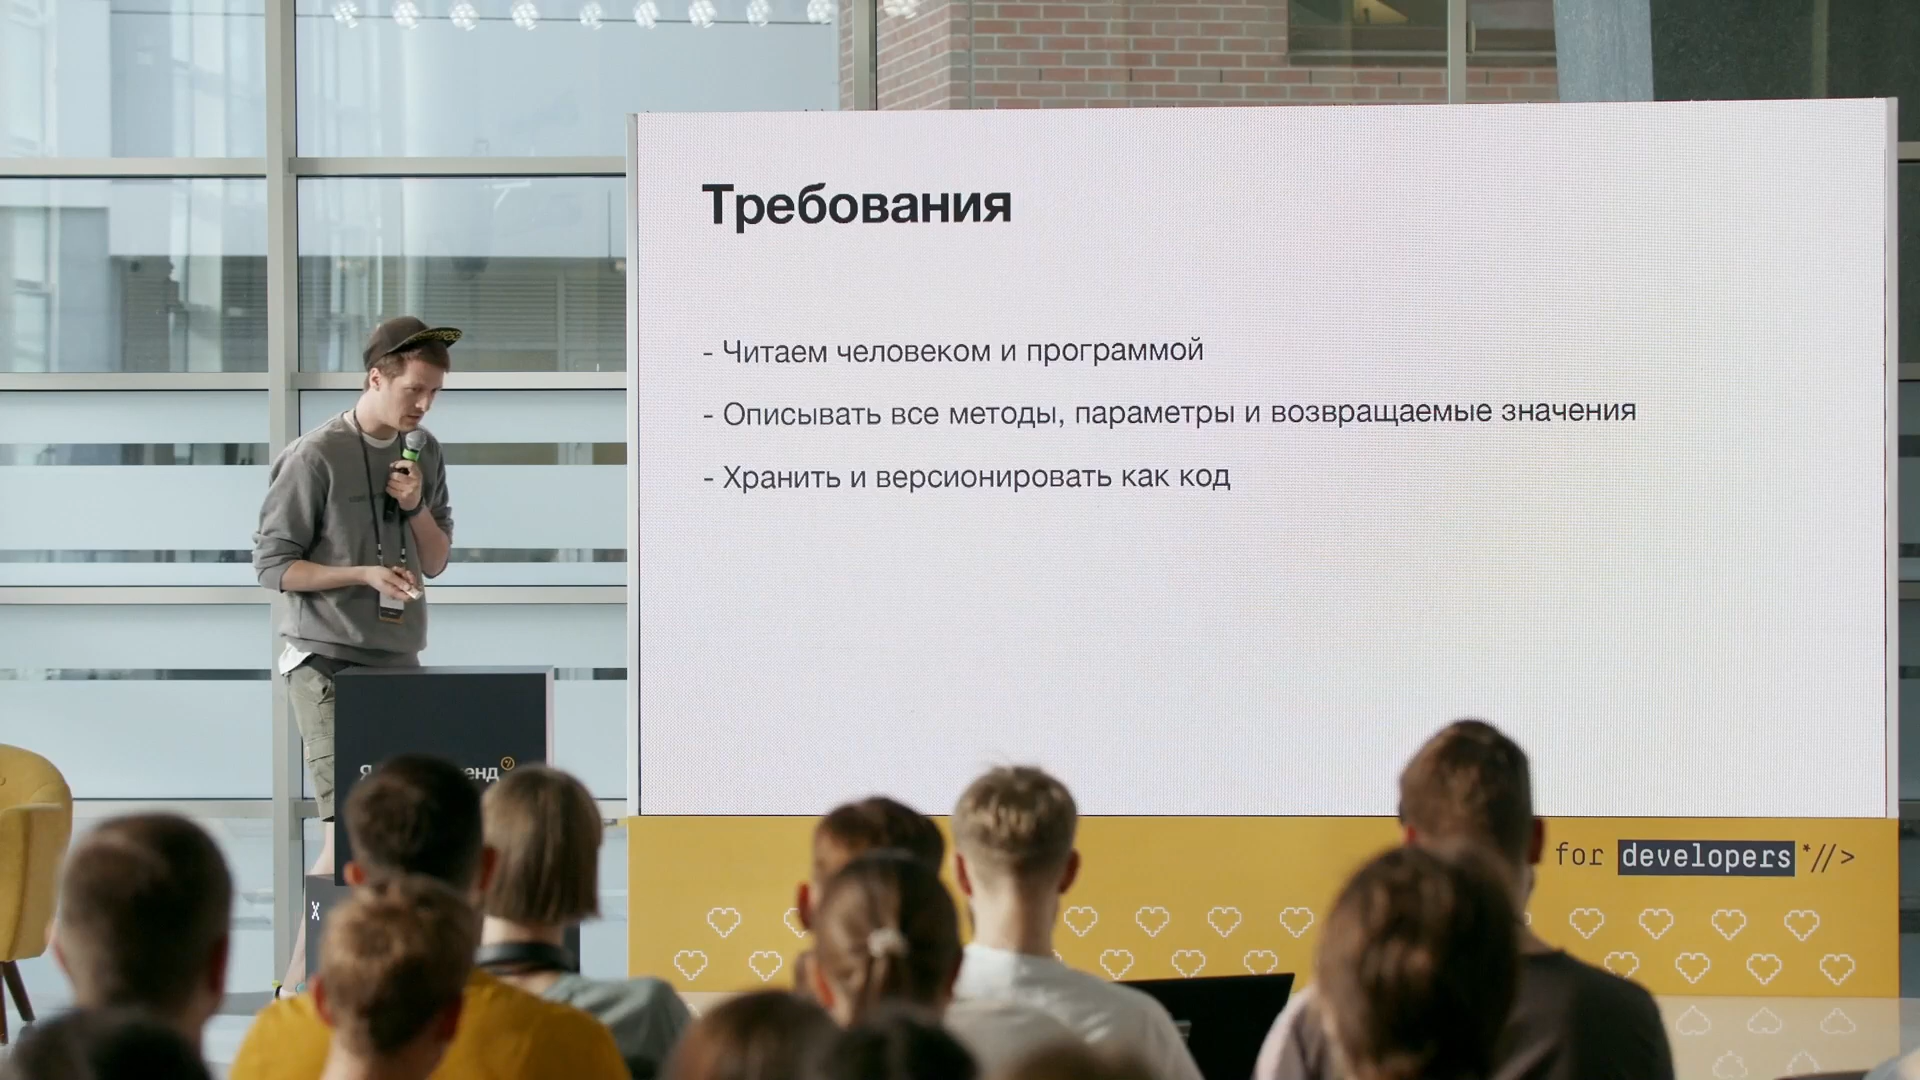 Требования
- Читаем человеком и программой
- Описывать все методы, параметры и возвращаемые значения
- Хранить и версионировать как код
for developers *//>
X